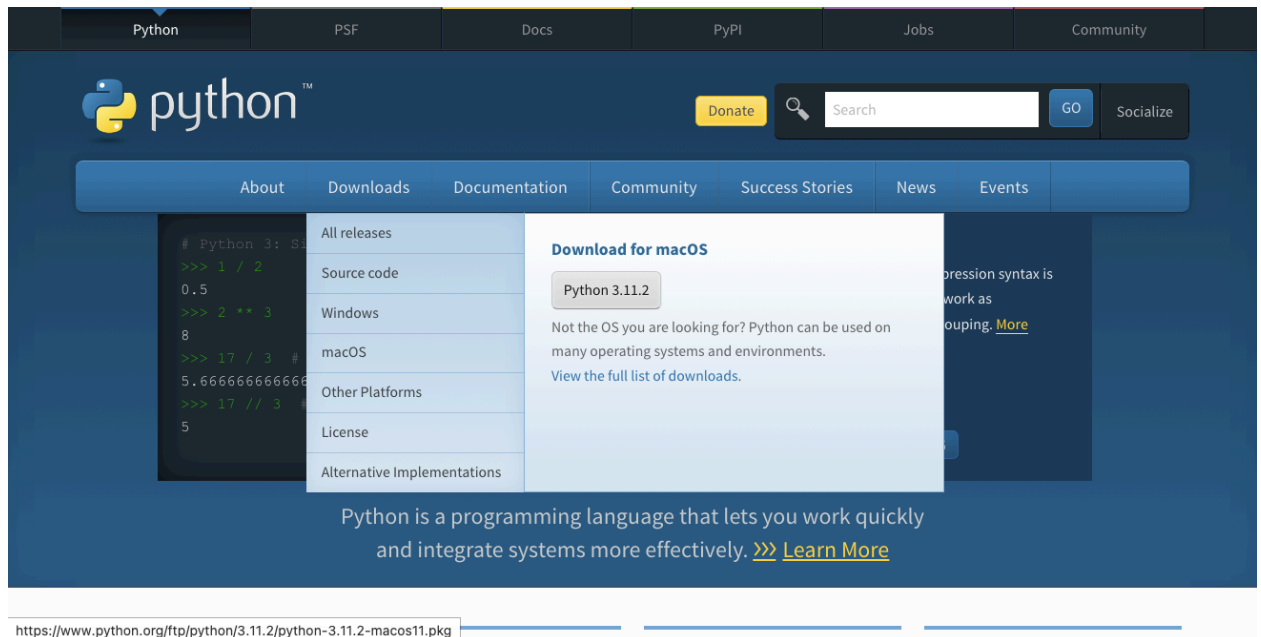 Python PSF Docs PyPI Jobs Community
python™
Donate Search GO Socialize
About Downloads Documentation Community Success Stories News Events
# Python 3: Si
>>> 1 / 2
0.5
>>> 2 ** 3
8
>>> 17 / 3 #
5.666666666666
>>> 17 // 3 #
5
All releases
Source code
Windows
macOS
Other Platforms
License
Alternative Implementations
Download for macOS
Python 3.11.2
Not the OS you are looking for? Python can be used on
many operating systems and environments.
View the full list of downloads.
pression syntax is
work as
ouping. More
Python is a programming language that lets you work quickly
and integrate systems more effectively. >>> Learn More
https://www.python.org/ftp/python/3.11.2/python-3.11.2-macos11.pkg